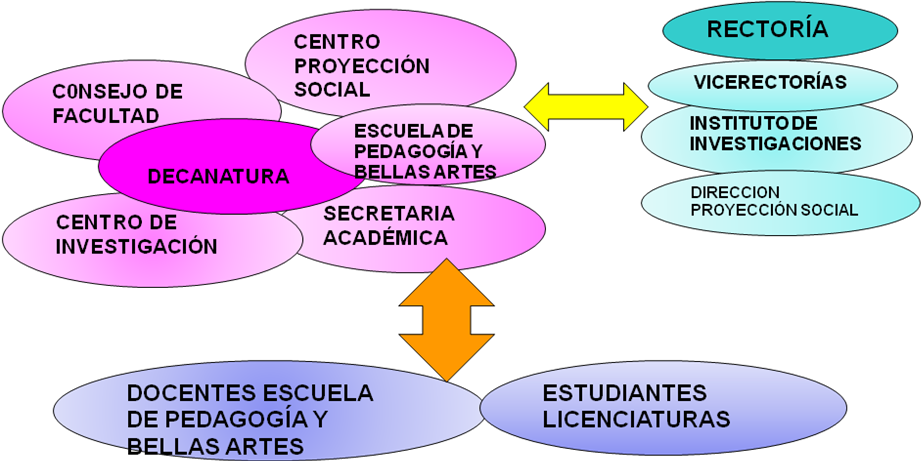 CENTRO
PROYECCIÓN
SOCIAL
C0NSEJO DE
FACULTAD
ESCUELA DE
PEDAGOGÍA Y
BELLAS ARTES
DECANATURA
CENTRO DE
INVESTIGACIÓN
SECRETARIA
ACADÉMICA
RECTORÍA
VICERECTORÍAS
INSTITUTO DE
INVESTIGACIONES
DIRECCION
PROYECCIÓN SOCIAL
DOCENTES ESCUELA
DE PEDAGOGÍA Y
BELLAS ARTES
ESTUDIANTES
LICENCIATURAS